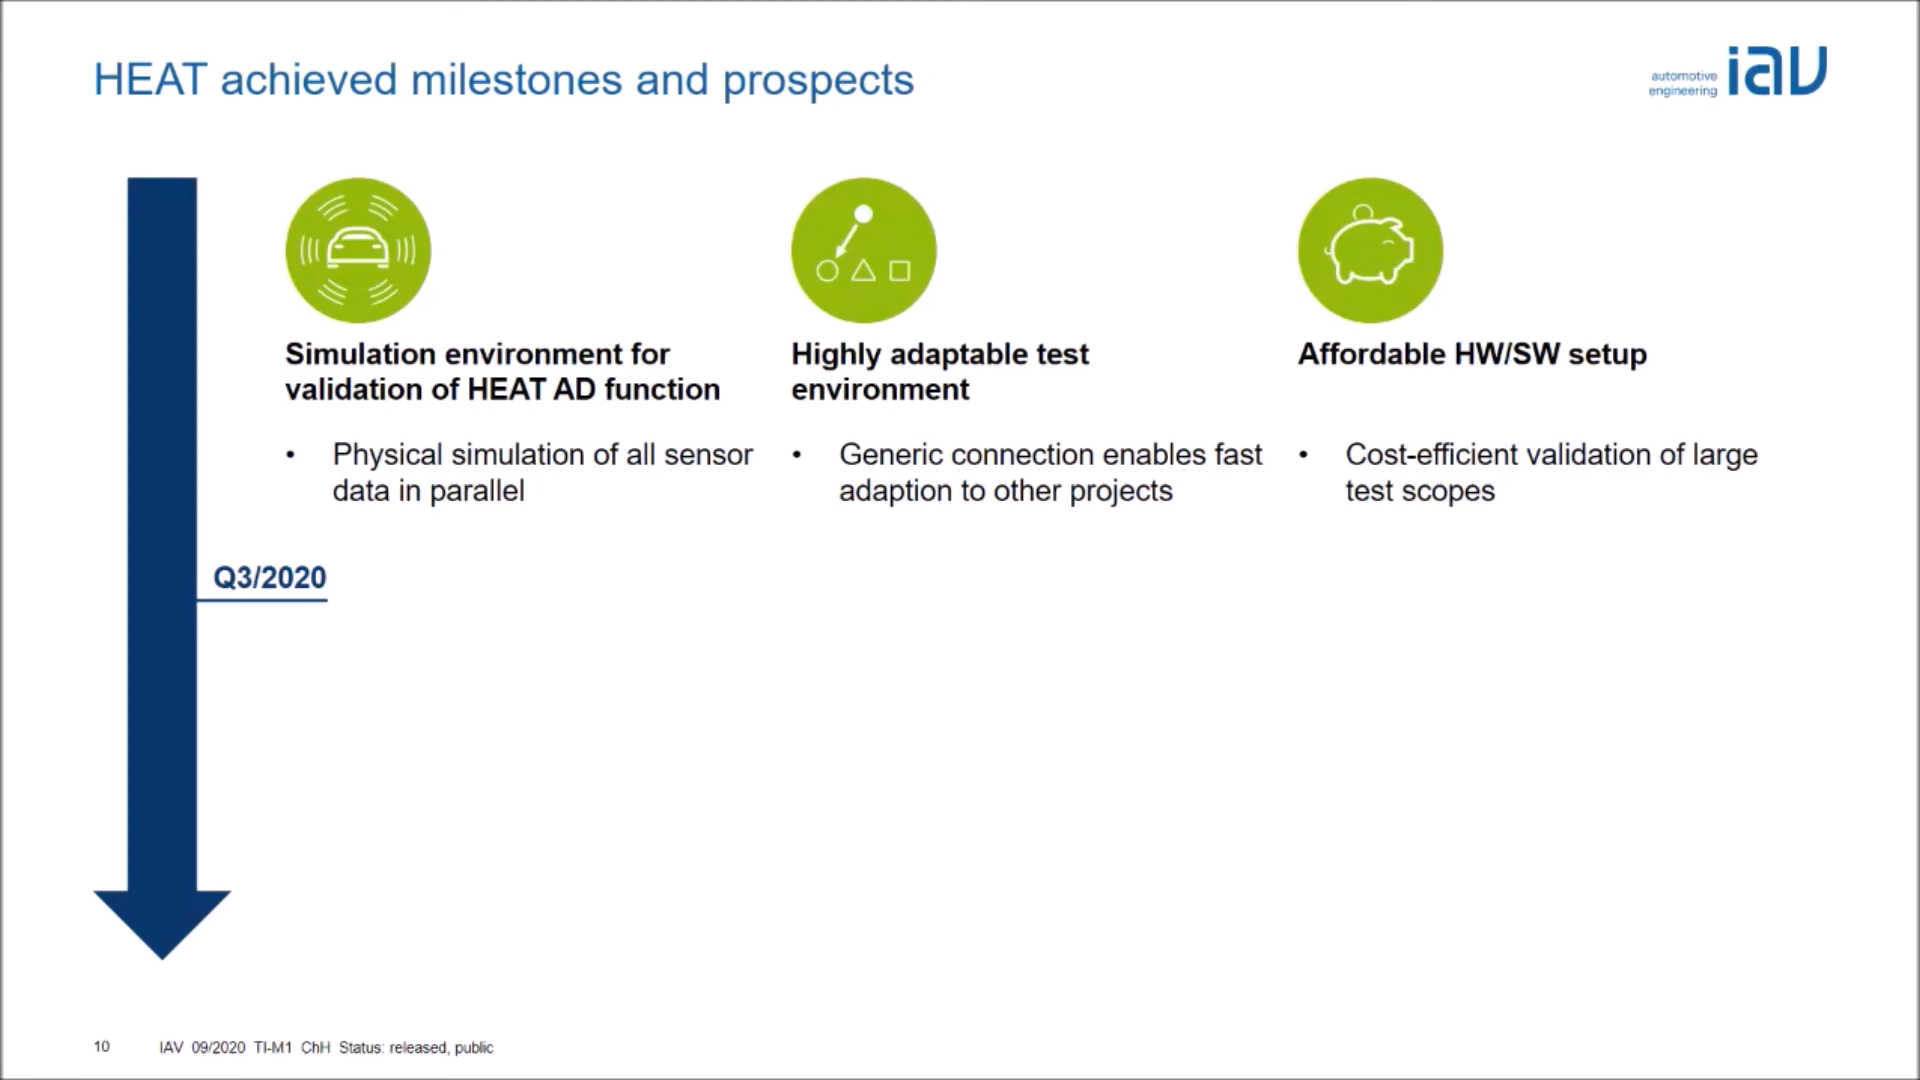 HEAT achieved milestones and prospects
automotive
engineering
iav
Simulation environment for
validation of HEAT AD function
• Physical simulation of all sensor
data in parallel
Highly adaptable test
environment
• Generic connection enables fast
adaption to other projects
Affordable HW/SW setup
• Cost-efficient validation of large
test scopes
Q3/2020
10 IAV 09/2020 TI-M1 ChH Status: released, public